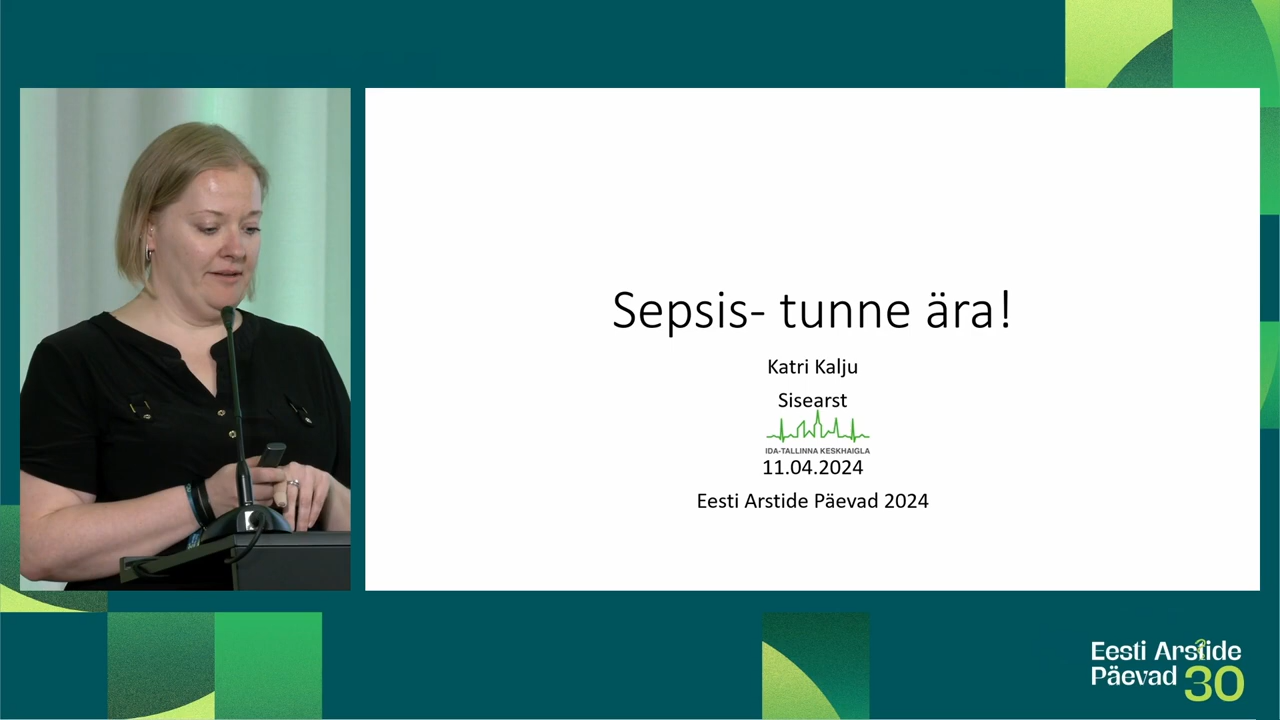 Sepsis- tunne ära!
Katri Kalju
Sisearst
IDA-TALLINNA KESKHAIGLA
11.04.2024
Eesti Arstide Päevad 2024
Eesti Arstide
Päevad 30